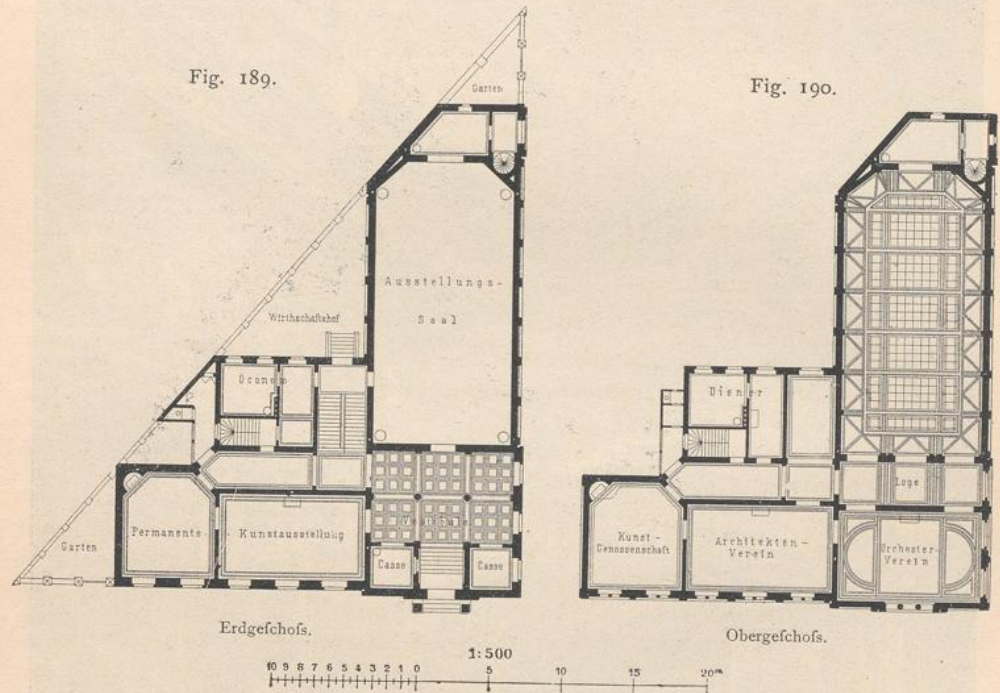 Fig. 189.
Garten
Ausstellungs-
Saal
Wirthschaftshof
Oeconom
Permanente
Kunstausstellung
Garten
Casse
Casse
Erdgeſchoſs.
Fig. 190.
Diener
Loge
Kunst-
Genossenschaft
Architekten-
Verein
Orchester-
Verein
Obergeſchoſs.
1:500
10 9 8 7 6 5 4 3 2 1 0 5 10 15 20m